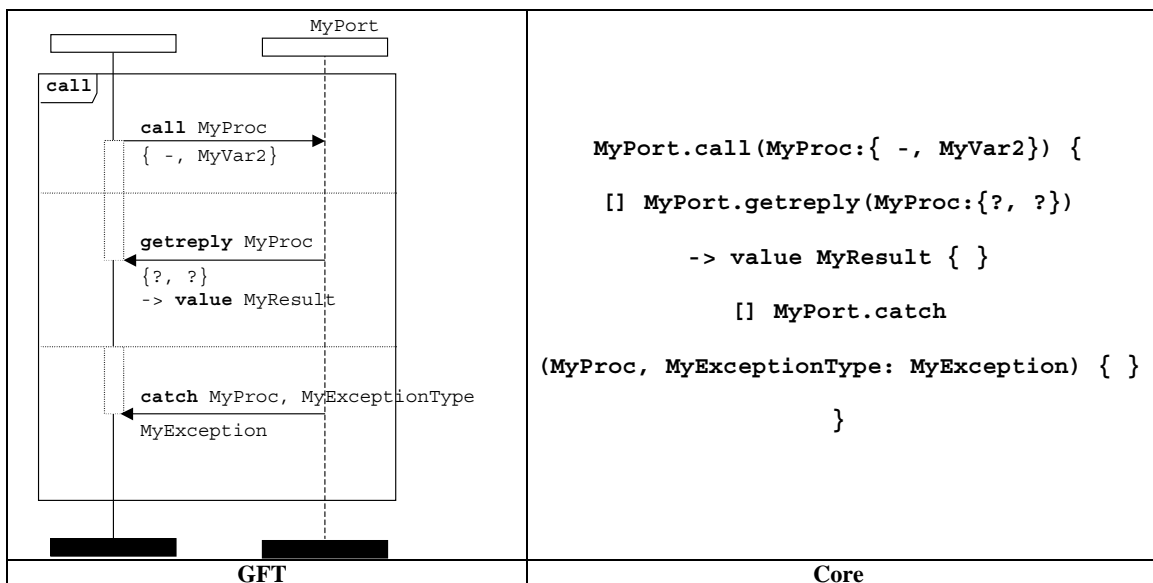 MyPort
call
call MyProc
{ -, MyVar2}
getreply MyProc
{?, ?}
-> value MyResult
catch MyProc, MyExceptionType
MyException
GFT
MyPort.call(MyProc:{ -, MyVar2}) {
[] MyPort.getreply(MyProc:{?, ?})
-> value MyResult { }
[] MyPort.catch
(MyProc, MyExceptionType: MyException) { }
}
Core